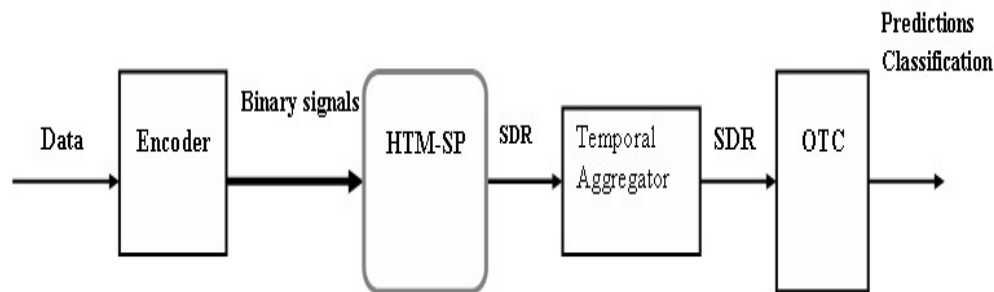 Predictions
Classification
Data
Encoder
Binary signals
HTM-SP
SDR
Temporal
Aggregator
SDR
OTC